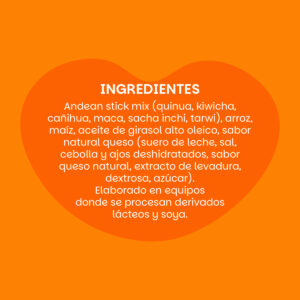 INGREDIENTES
Andean stick mix (quinua, kiwicha,
cañihua, maca, sacha inchi, tarwi), arroz,
maíz, aceite de girasol alto oleico, sabor
natural queso (suero de leche, sal,
cebolla y ajos deshidratados, sabor
queso natural, extracto de levadura,
dextrosa, azúcar).
Elaborado en equipos
donde se procesan derivados
lácteos y soya.